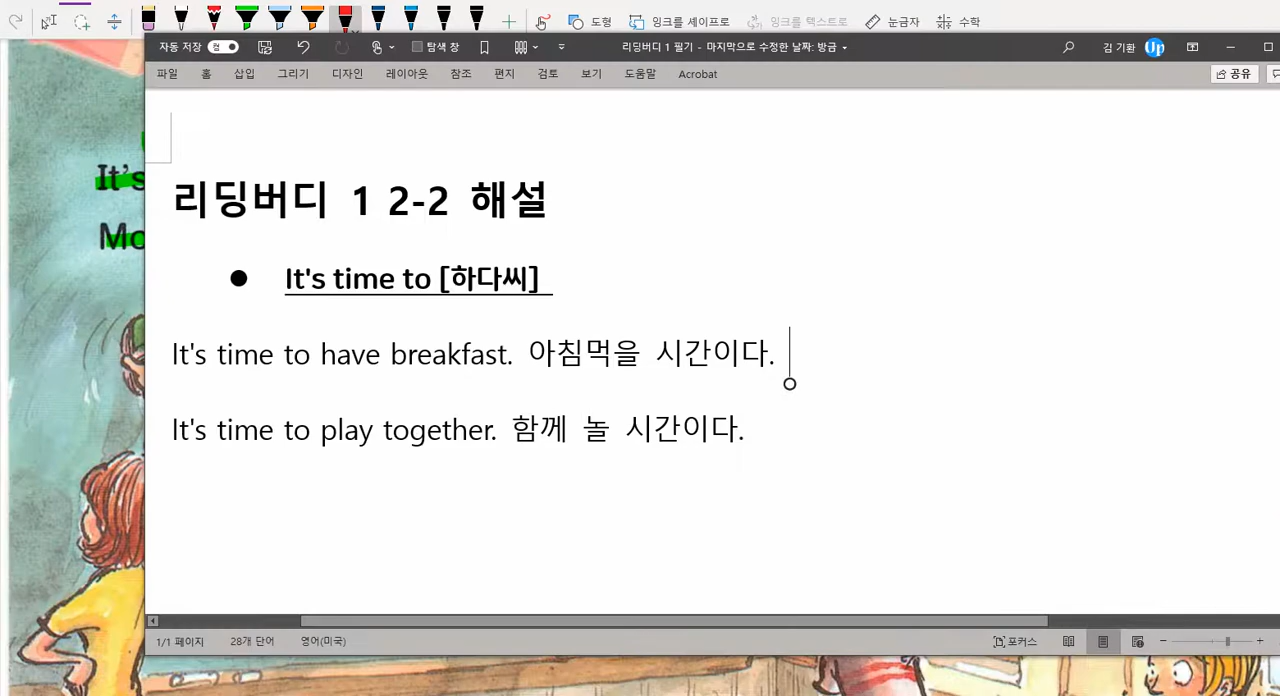 도형 잉크를 셰이프로 잉크를 텍스트로 눈금자 수학
자동 저장 켬 탐색 창 리딩버디 1 필기 - 마지막으로 수정한 날짜: 방금 김 기환 Up
파일 홈 삽입 그리기 디자인 레이아웃 참조 편지 검토 보기 도움말 Acrobat 공유
It's
Mo
리딩버디 1 2-2 해설
● It's time to [하다씨]
It's time to have breakfast. 아침먹을 시간이다.
It's time to play together. 함께 놀 시간이다.
1/1 페이지 28개 단어 영어(미국) 포커스